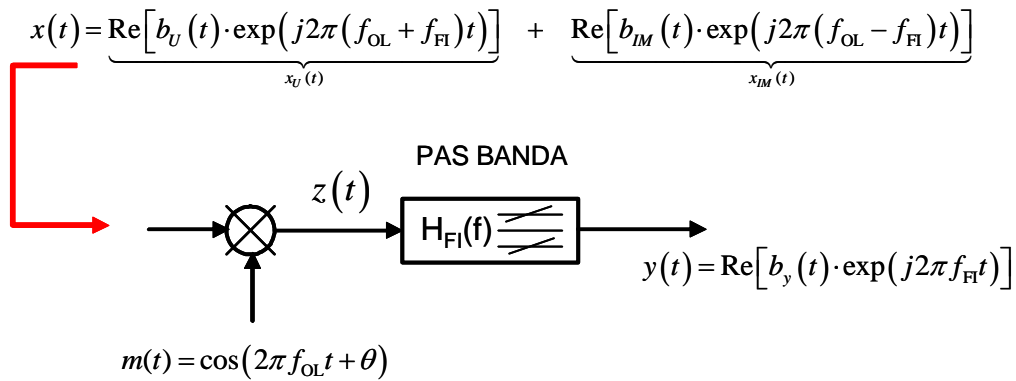 x(t) = Re[b_U(t)·exp(j2π(f_OL + f_FI)t)] + Re[b_IM(t)·exp(j2π(f_OL − f_FI)t)]
x_U(t) x_IM(t)
PAS BANDA
z(t)
H_FI(f)
y(t) = Re[b_y(t)·exp(j2πf_FI t)]
m(t) = cos(2πf_OL t + θ)